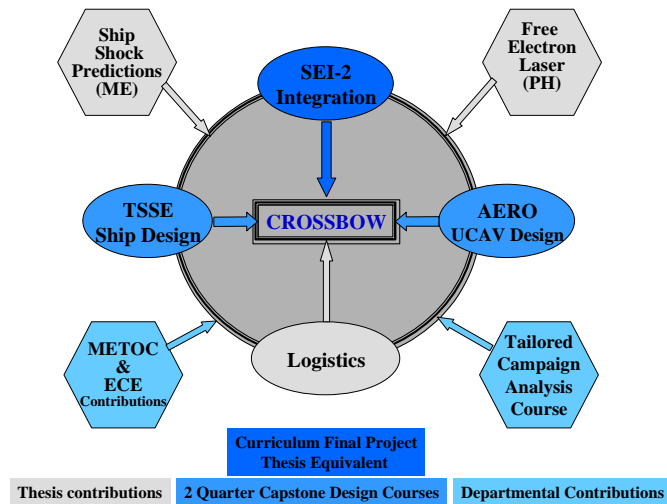 Ship
Shock
Predictions
(ME)
SEI-2
Integration
Free
Electron
Laser
(PH)
TSSE
Ship Design
CROSSBOW
AERO
UCAV Design
METOC
&
ECE
Contributions
Logistics
Tailored
Campaign
Analysis
Course
Curriculum Final Project
Thesis Equivalent
Thesis contributions
2 Quarter Capstone Design Courses
Departmental Contributions